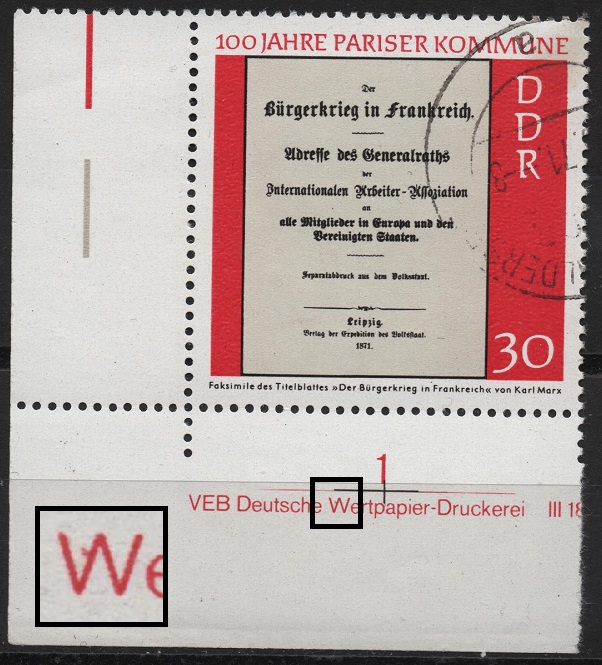 100 JAHRE PARISER KOMMUNE
D
D
R
Der
Bürgerkrieg in Frankreich.
Adresse des Generalraths
der
Internationalen Arbeiter-Assoziation
an
alle Mitglieder in Europa und den
Vereinigten Staaten.
Separatabdruck aus dem Volksstaat.
Leipzig.
Verlag der Expedition des Volksstaat.
1871.
30
Faksimile des Titelblattes »Der Bürgerkrieg in Frankreich« von Karl Marx
1
VEB Deutsche Wertpapier-Druckerei III 18
We